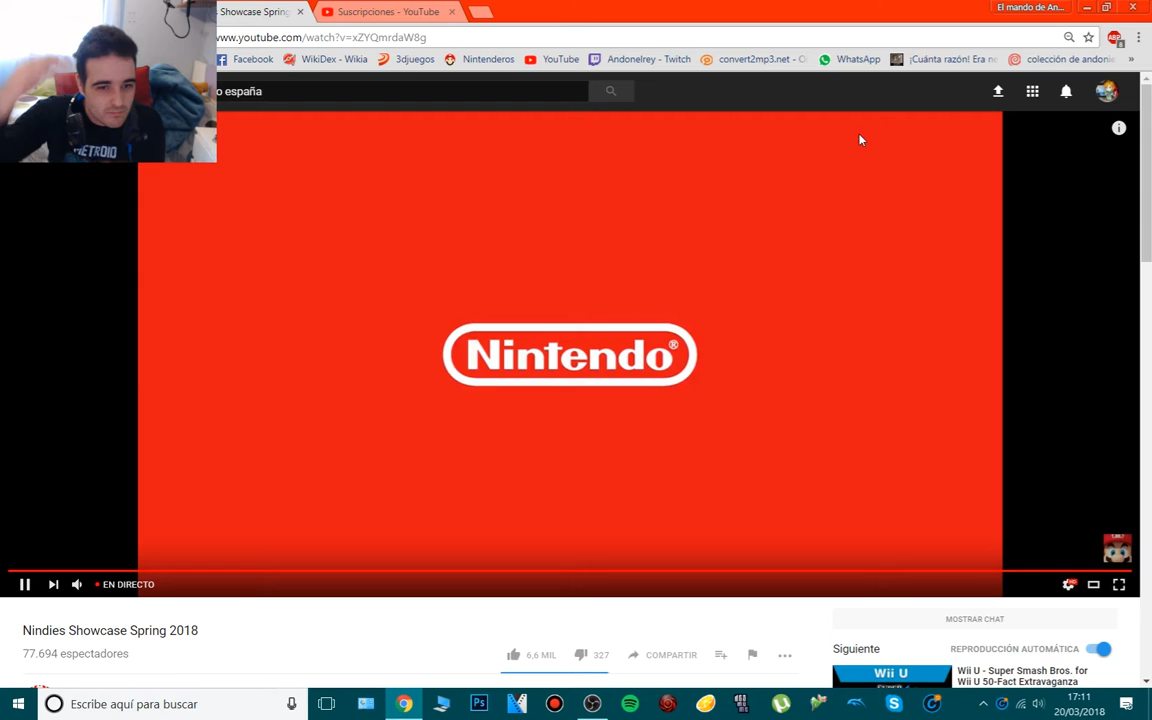 Showcase Spring
Suscripciones - YouTube
El mando de An...
www.youtube.com/watch?v=xZYQmrdaW8g
Facebook
WikiDex - Wikia
3djuegos
Nintenderos
YouTube
Andonelrey - Twitch
convert2mp3.net - O
WhatsApp
¡Cuánta razón! Era ne
colección de andonie
»
o españa
METROID
Nintendo®
EN DIRECTO
HD
Nindies Showcase Spring 2018
77.694 espectadores
6,6 MIL
327
COMPARTIR
MOSTRAR CHAT
Siguiente
REPRODUCCIÓN AUTOMÁTICA
Wii U
Wii U - Super Smash Bros. for
Wii U 50-Fact Extravaganza
Escribe aquí para buscar
Ps
17:11
20/03/2018